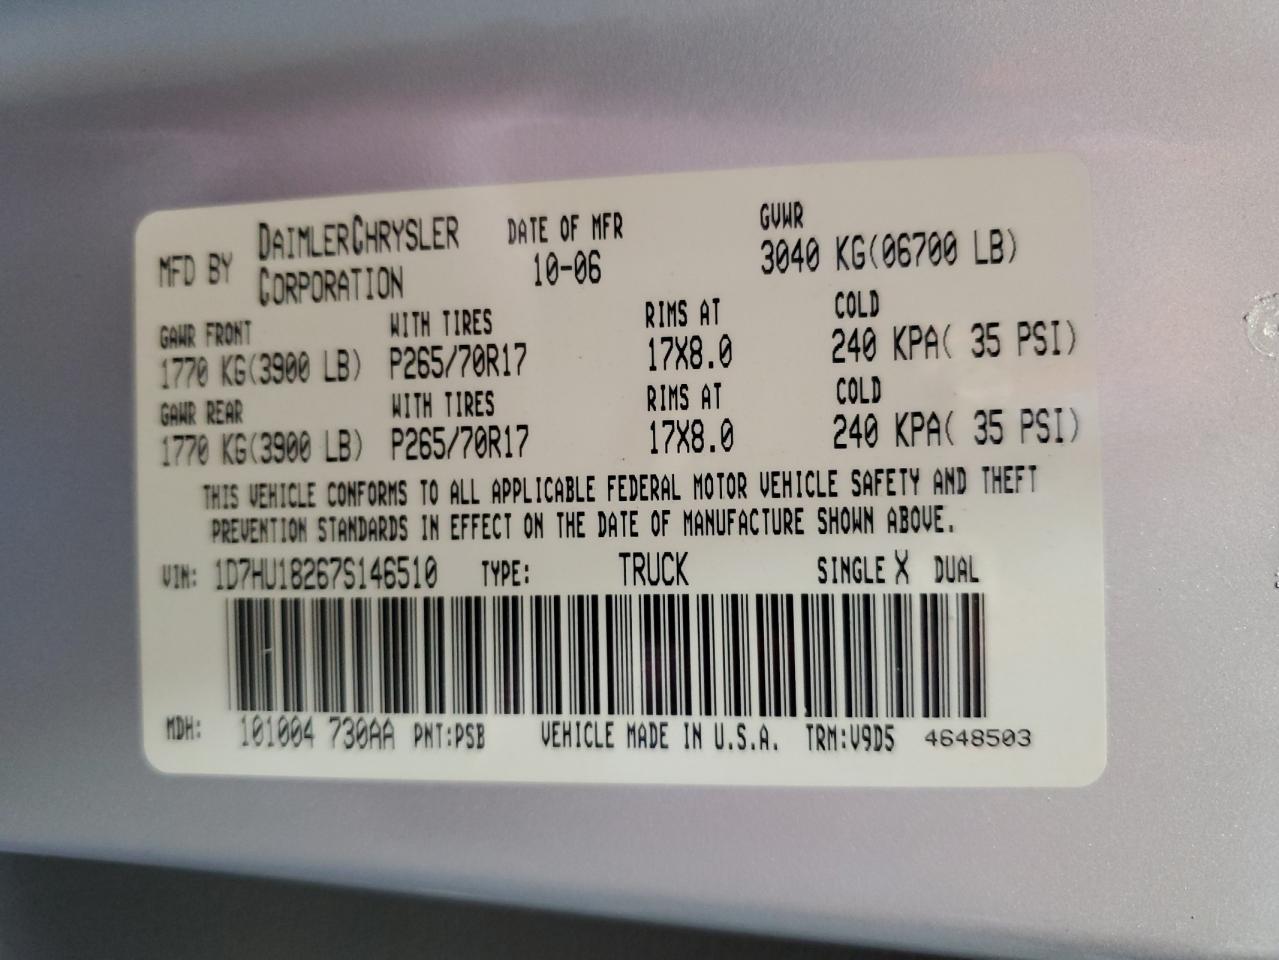 MFD BY DAIMLERCHRYSLER CORPORATION
DATE OF MFR 10-06
GVWR 3040 KG(06700 LB)
GAWR FRONT WITH TIRES RIMS AT COLD
1770 KG(3900 LB) P265/70R17 17X8.0 240 KPA( 35 PSI)
GAWR REAR WITH TIRES RIMS AT COLD
1770 KG(3900 LB) P265/70R17 17X8.0 240 KPA( 35 PSI)
THIS VEHICLE CONFORMS TO ALL APPLICABLE FEDERAL MOTOR VEHICLE SAFETY AND THEFT
PREVENTION STANDARDS IN EFFECT ON THE DATE OF MANUFACTURE SHOWN ABOVE.
VIN: 1D7HU18267S146510 TYPE: TRUCK SINGLE X DUAL
MDH: 101004 730AA PNT:PSB VEHICLE MADE IN U.S.A. TRM:V9D5 4648503